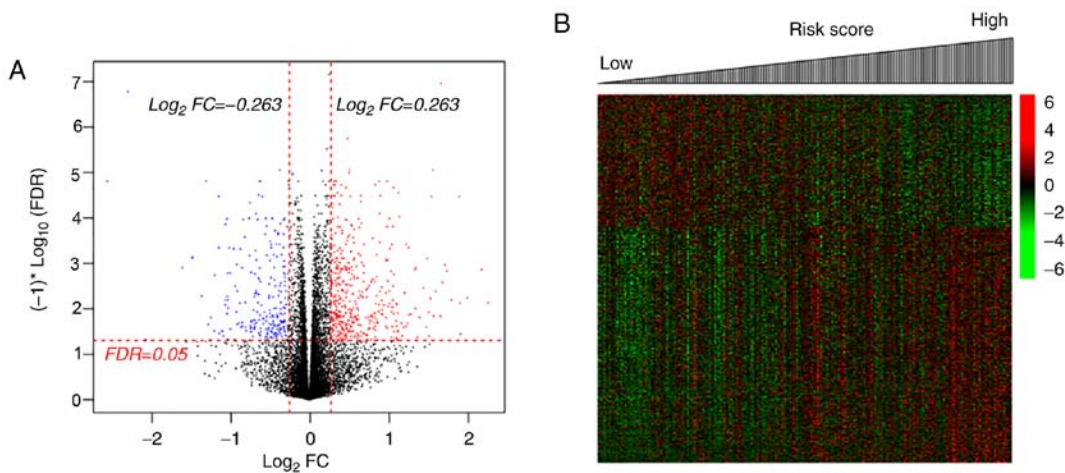 A
(−1)* Log10 (FDR)
7
6
5
4
3
2
1
0
Log2 FC=−0.263
Log2 FC=0.263
FDR=0.05
−2
−1
0
1
2
Log2 FC
B
Risk score
Low
High
6
4
2
0
−2
−4
−6